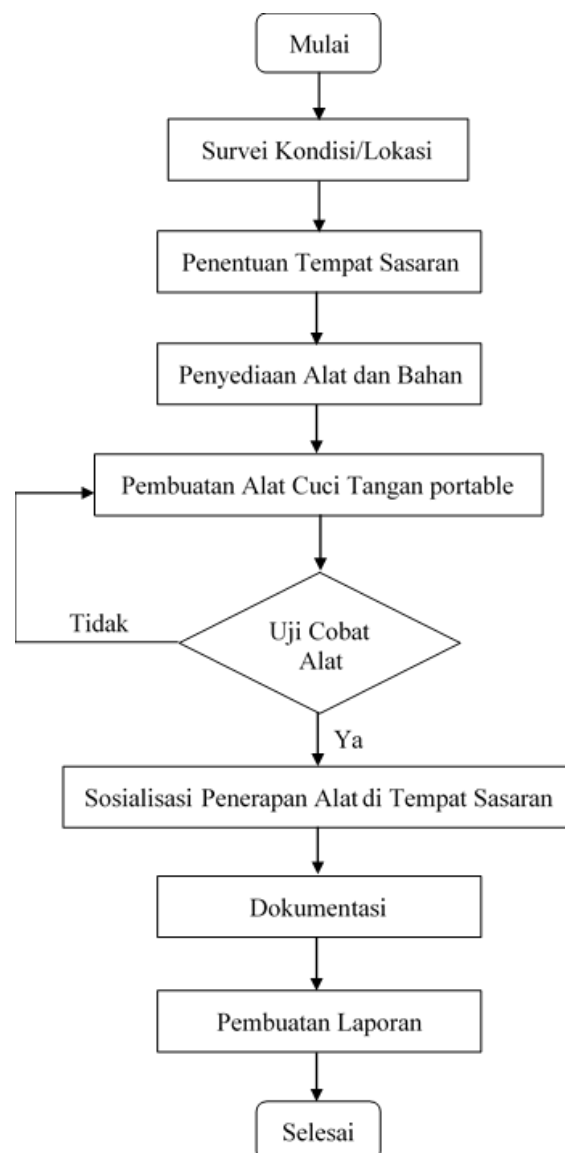 Mulai
Survei Kondisi/Lokasi
Penentuan Tempat Sasaran
Penyediaan Alat dan Bahan
Pembuatan Alat Cuci Tangan portable
Uji Cobat
Alat
Tidak
Ya
Sosialisasi Penerapan Alat di Tempat Sasaran
Dokumentasi
Pembuatan Laporan
Selesai